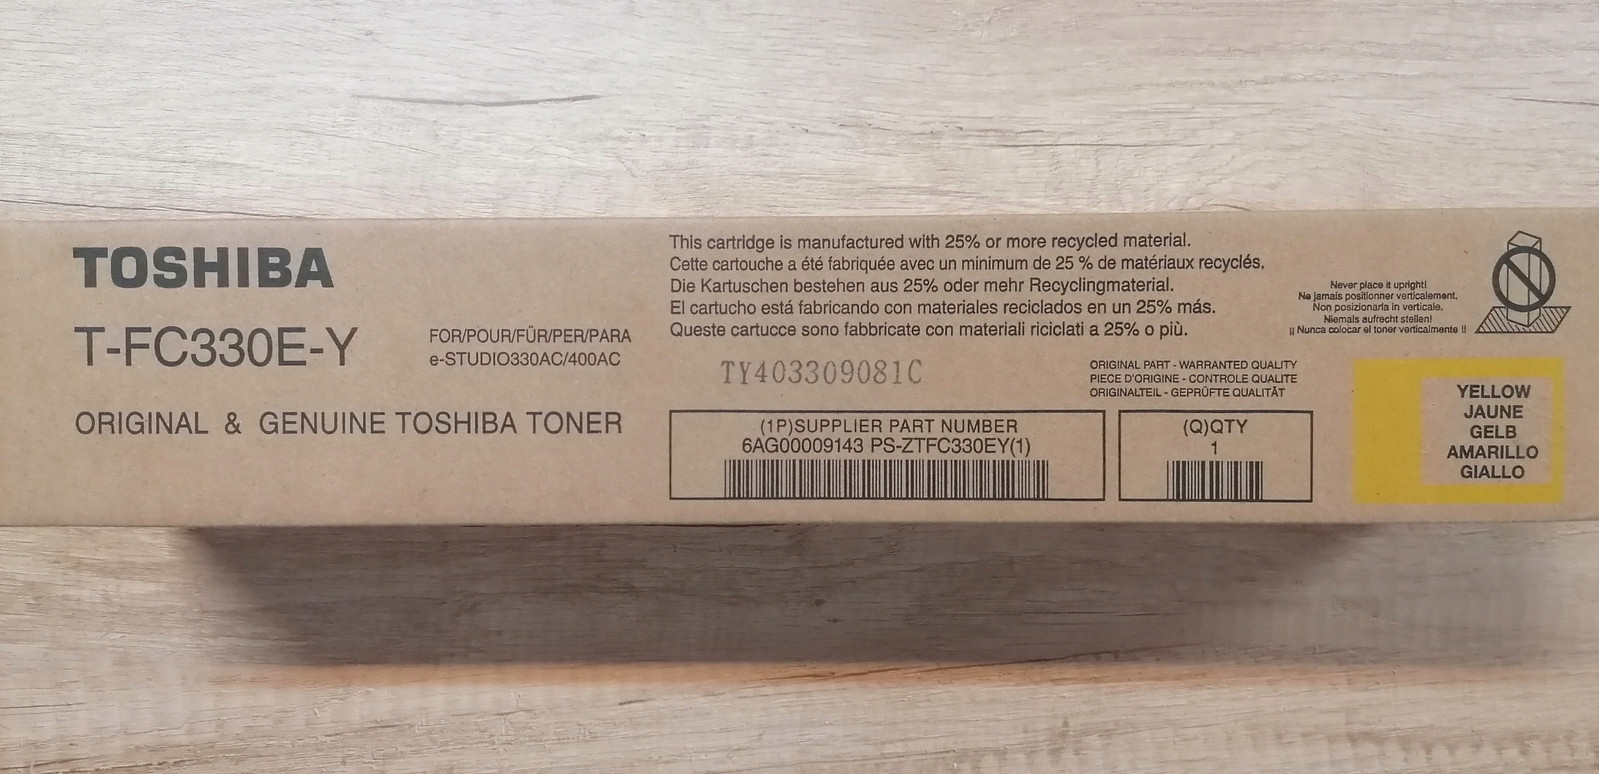 TOSHIBA
T-FC330E-Y
FOR/POUR/FÜR/PER/PARA
e-STUDIO330AC/400AC
ORIGINAL & GENUINE TOSHIBA TONER
This cartridge is manufactured with 25% or more recycled material.
Cette cartouche a été fabriquée avec un minimum de 25 % de matériaux recyclés.
Die Kartuschen bestehen aus 25% oder mehr Recyclingmaterial.
El cartucho está fabricando con materiales reciclados en un 25% más.
Queste cartucce sono fabbricate con materiali riciclati a 25% o più.
TY403309081C
ORIGINAL PART - WARRANTED QUALITY
PIECE D'ORIGINE - CONTROLE QUALITE
ORIGINALTEIL - GEPRÜFTE QUALITÄT
(1P)SUPPLIER PART NUMBER
6AG00009143 PS-ZTFC330EY(1)
(Q)QTY
1
Never place it upright!
Ne jamais positionner verticalement.
Non posizionarla in verticale.
Niemals aufrecht stellen!
¡¡ Nunca colocar el toner verticalmente !!
YELLOW
JAUNE
GELB
AMARILLO
GIALLO